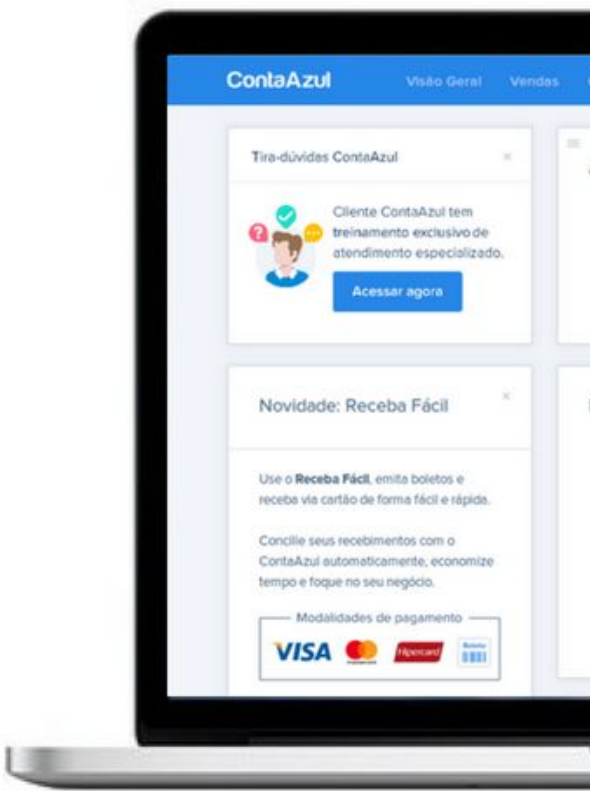 ContaAzul
Visão Geral
Vendas
Tira-dúvidas ContaAzul
Cliente ContaAzul tem
treinamento exclusivo de
atendimento especializado.
Acessar agora
Novidade: Receba Fácil
Use o Receba Fácil, emita boletos e
receba via cartão de forma fácil e rápida.
Concilie seus recebimentos com o
ContaAzul automaticamente, economize
tempo e foque no seu negócio.
Modalidades de pagamento
VISA
mastercard
Hipercard
Boleto